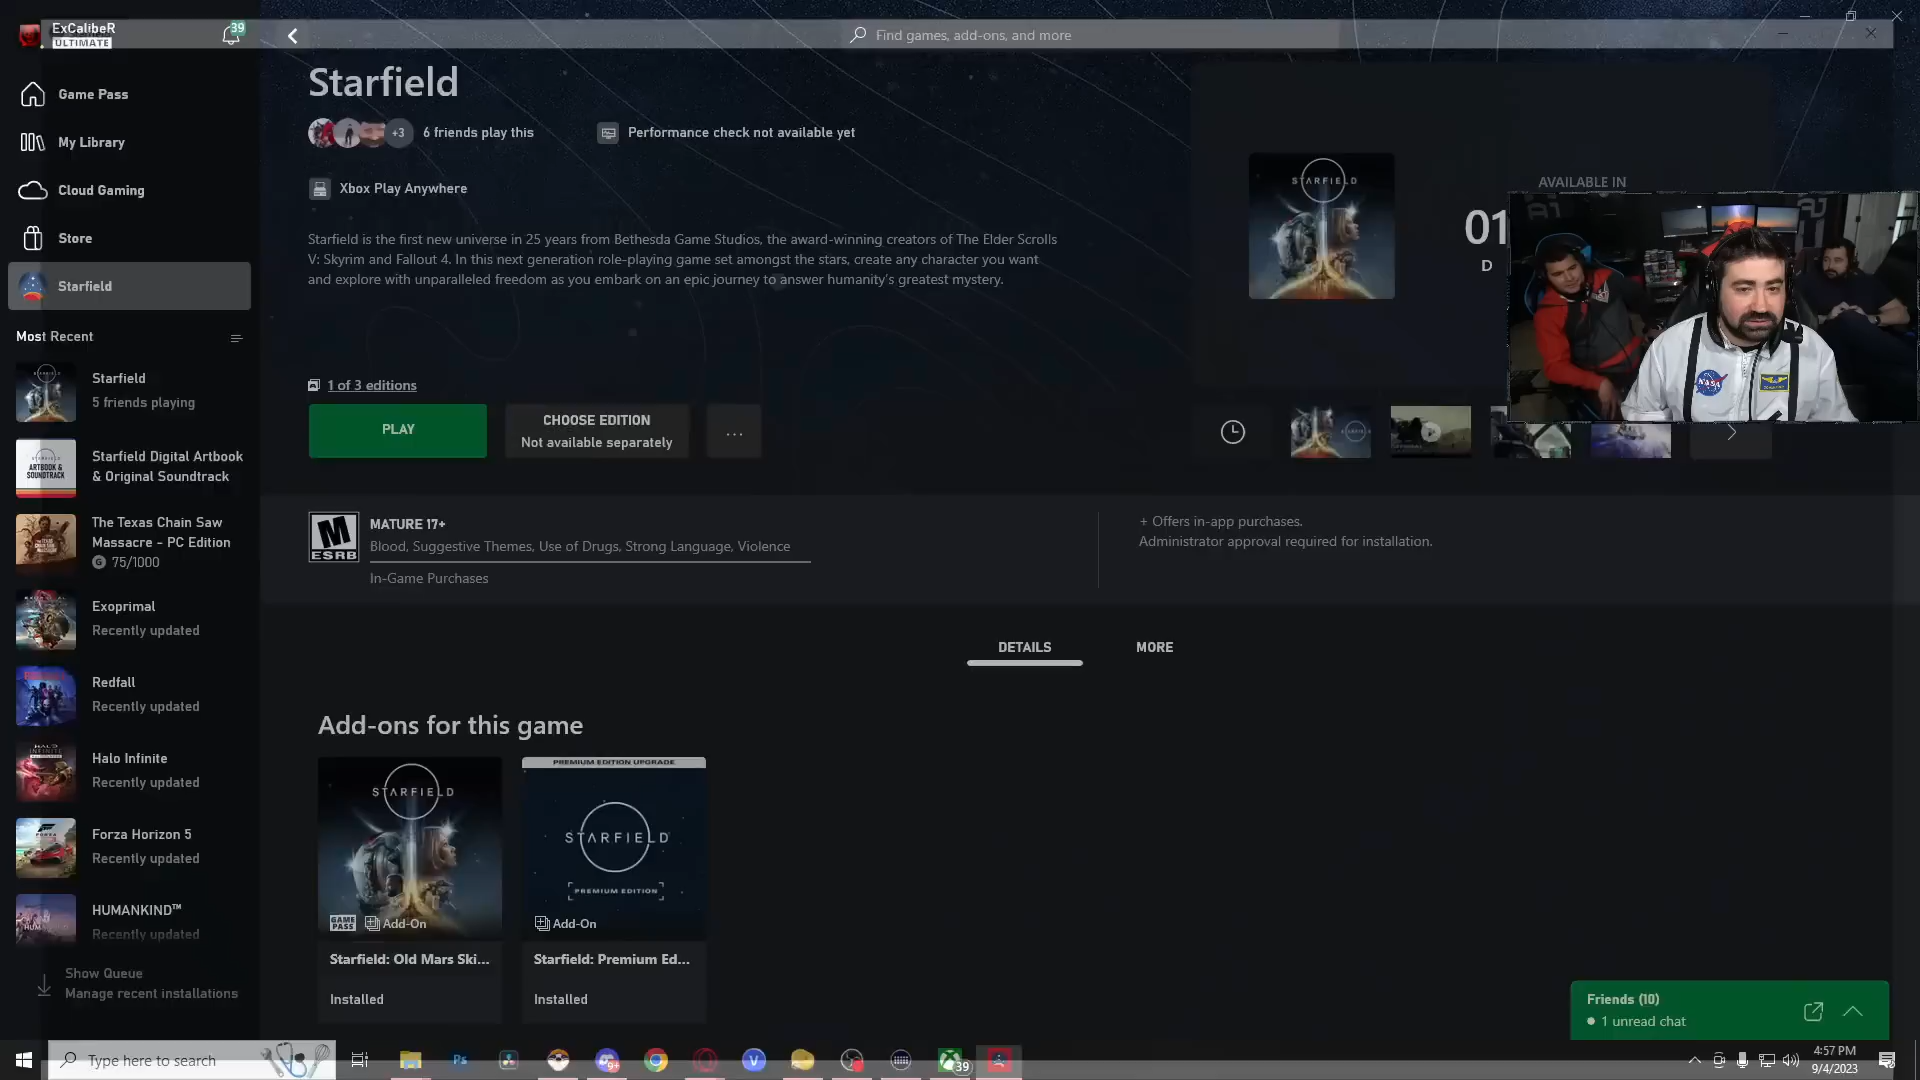 ExCalibeR
ULTIMATE
39
Find games, add-ons, and more
Game Pass
My Library
Cloud Gaming
Store
Starfield
Most Recent
Starfield
5 friends playing
STARFIELD
ARTBOOK &
SOUNDTRACK
Starfield Digital Artbook
& Original Soundtrack
The Texas Chain Saw
Massacre - PC Edition
G 75/1000
Exoprimal
Recently updated
Redfall
Recently updated
HALO
INFINITE
Halo Infinite
Recently updated
Forza Horizon 5
Recently updated
HUMANKIND™
Recently updated
Show Queue
Manage recent installations
Starfield
+3
6 friends play this
Performance check not available yet
Xbox Play Anywhere
Starfield is the first new universe in 25 years from Bethesda Game Studios, the award-winning creators of The Elder Scrolls
V: Skyrim and Fallout 4. In this next generation role-playing game set amongst the stars, create any character you want
and explore with unparalleled freedom as you embark on an epic journey to answer humanity's greatest mystery.
1 of 3 editions
PLAY
CHOOSE EDITION
Not available separately
...
STARFIELD
AVAILABLE IN
01
D
NASA
M
ESRB
MATURE 17+
Blood, Suggestive Themes, Use of Drugs, Strong Language, Violence
In-Game Purchases
+ Offers in-app purchases.
Administrator approval required for installation.
DETAILS
MORE
Add-ons for this game
STARFIELD
GAME
PASS
Add-On
Starfield: Old Mars Ski...
Installed
PREMIUM EDITION UPGRADE
STARFIELD
PREMIUM EDITION
Add-On
Starfield: Premium Ed...
Installed
Friends (10)
1 unread chat
Type here to search
Ps
9+
V
39
4:57 PM
9/4/2023